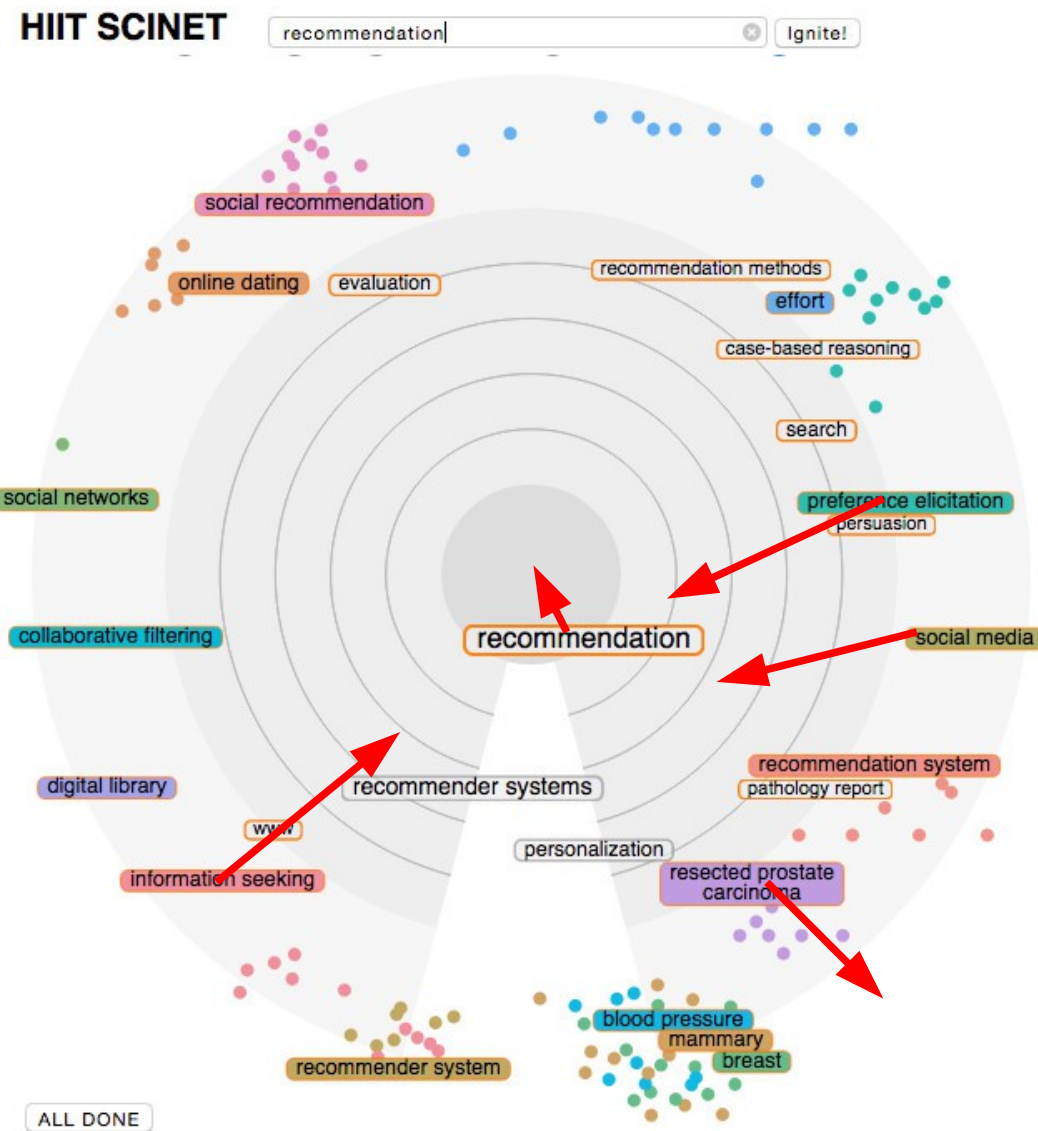 HIIT SCINET
recommendation
Ignite!
social recommendation
recommendation methods
online dating
evaluation
effort
case-based reasoning
search
social networks
preference elicitation
persuasion
collaborative filtering
recommendation
social media
recommendation system
digital library
recommender systems
pathology report
www
personalization
information seeking
resected prostate
carcinoma
blood pressure
mammary
breast
recommender system
ALL DONE